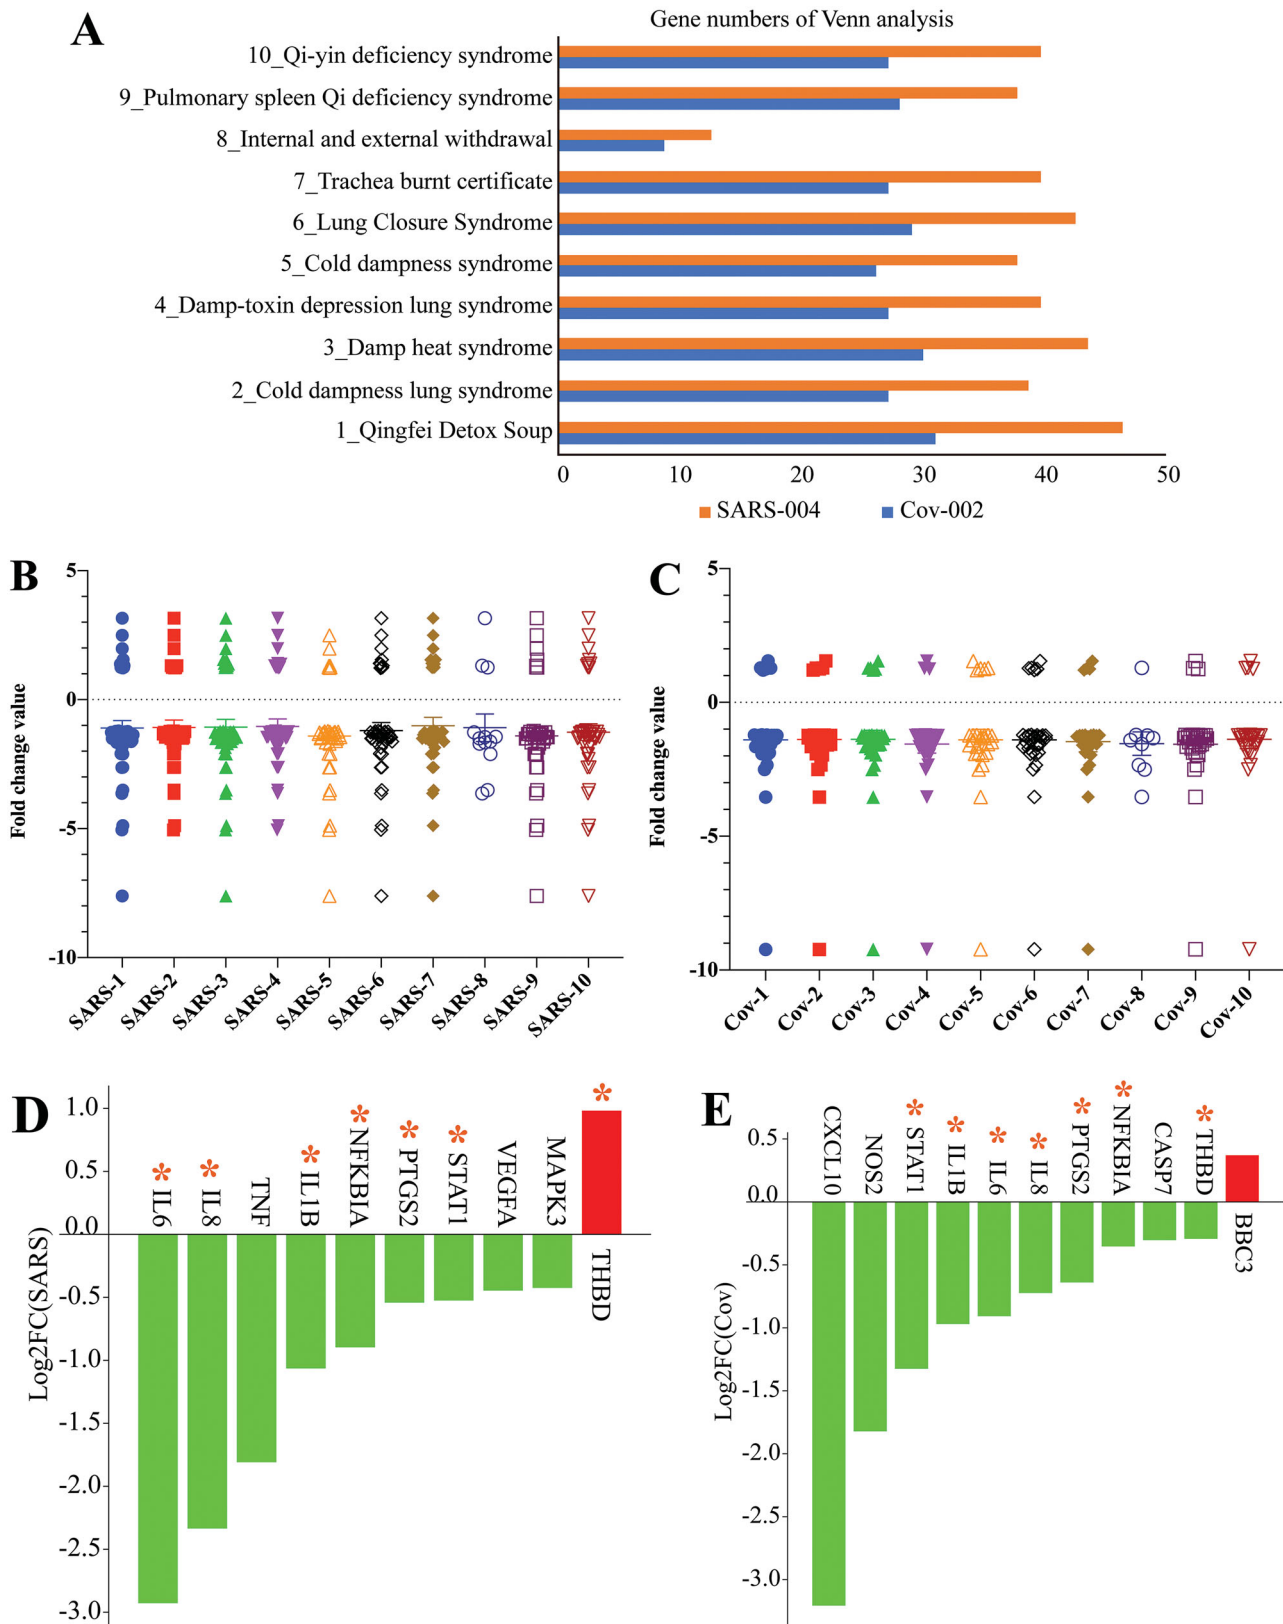 A
Gene numbers of Venn analysis
10_Qi-yin deficiency syndrome
9_Pulmonary spleen Qi deficiency syndrome
8_Internal and external withdrawal
7_Trachea burnt certificate
6_Lung Closure Syndrome
5_Cold dampness syndrome
4_Damp-toxin depression lung syndrome
3_Damp heat syndrome
2_Cold dampness lung syndrome
1_Qingfei Detox Soup
0 10 20 30 40 50
SARS-004 Cov-002
B
Fold change value
5
0
-5
-10
SARS-1 SARS-2 SARS-3 SARS-4 SARS-5 SARS-6 SARS-7 SARS-8 SARS-9 SARS-10
C
Fold change value
5
0
-5
-10
Cov-1 Cov-2 Cov-3 Cov-4 Cov-5 Cov-6 Cov-7 Cov-8 Cov-9 Cov-10
D
Log2FC(SARS)
1.0
0.5
0.0
-0.5
-1.0
-1.5
-2.0
-2.5
-3.0
* IL6
* IL8
TNF
* IL1B
* NFKBIA
* PTGS2
* STAT1
VEGFA
MAPK3
* THBD
E
Log2FC(Cov)
0.5
0.0
-0.5
-1.0
-1.5
-2.0
-2.5
-3.0
CXCL10
NOS2
* STAT1
* IL1B
* IL6
* IL8
* PTGS2
* NFKBIA
CASP7
* THBD
BBC3